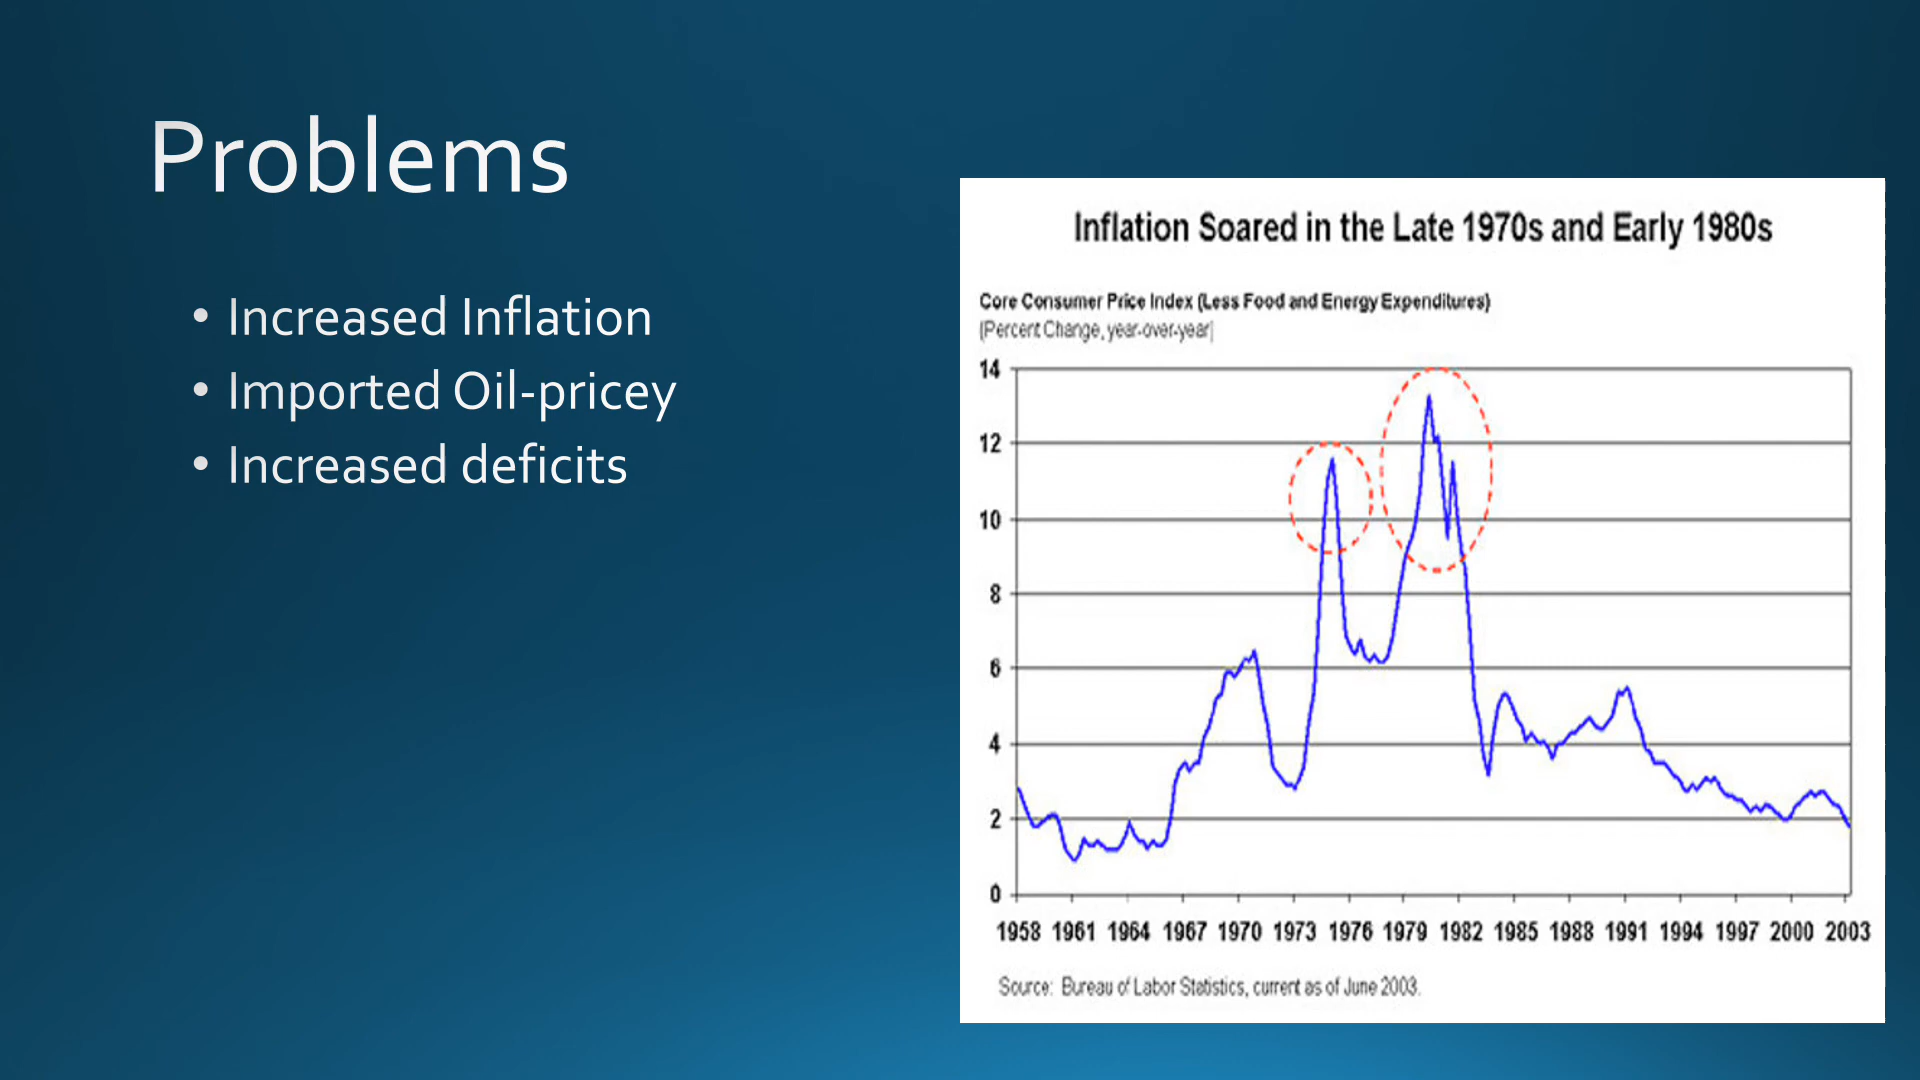 Problems
• Increased Inflation
• Imported Oil-pricey
• Increased deficits
Inflation Soared in the Late 1970s and Early 1980s
Core Consumer Price Index (Less Food and Energy Expenditures)
(Percent Change, year-over-year)
14
12
10
8
6
4
2
0
1958 1961 1964 1967 1970 1973 1976 1979 1982 1985 1988 1991 1994 1997 2000 2003
Source: Bureau of Labor Statistics, current as of June 2003.